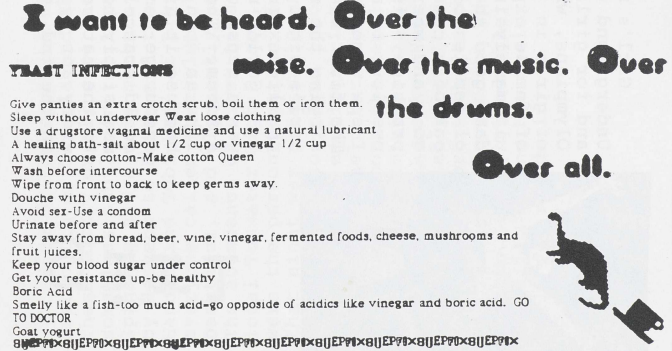 I want to be heard. Over the
noise. Over the music. Over
the drums.
Over all.
YEAST INFECTIONS
Give panties an extra crotch scrub, boil them or iron them.
Sleep without underwear Wear loose clothing
Use a drugstore vaginal medicine and use a natural lubricant
A healing bath-salt about 1/2 cup or vinegar 1/2 cup
Always choose cotton-Make cotton Queen
Wash before intercourse
Wipe from front to back to keep germs away.
Douche with vinegar
Avoid sex-Use a condom
Urinate before and after
Stay away from bread, beer, wine, vinegar, fermented foods, cheese, mushrooms and
fruit juices.
Keep your blood sugar under control
Get your resistance up-be healthy
Boric Acid
Smelly like a fish-too much acid=go opposide of acidics like vinegar and boric acid. GO
TO DOCTOR
Goat yogurt